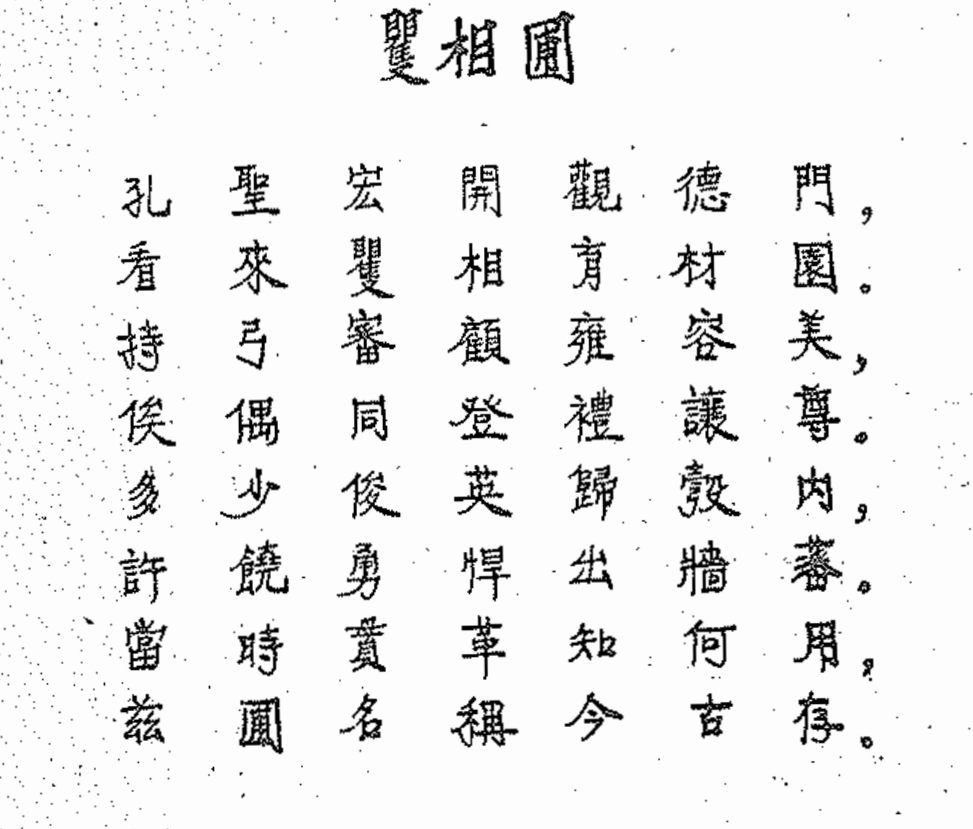 矍相圃
孔聖宏開觀德門，
看來矍相育材園。
持弓審顧雍容美，
俟偶同登禮讓尊。
多少俊英歸彀內，
許饒勇悍出牆藩。
當時賁革知何用，
茲圃名稱今古存。